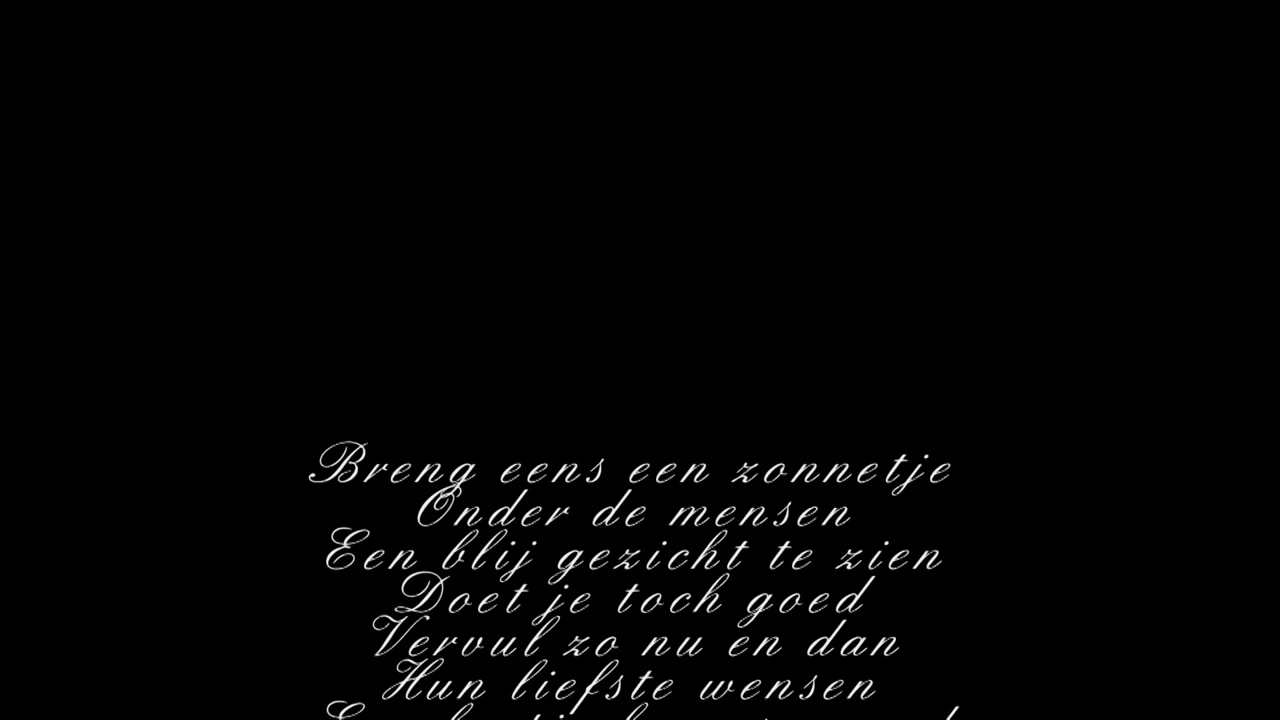 Breng eens een zonnetje
Onder de mensen
Een blij gezicht te zien
Doet je toch goed
Vervul zo nu en dan
Hun liefste wensen